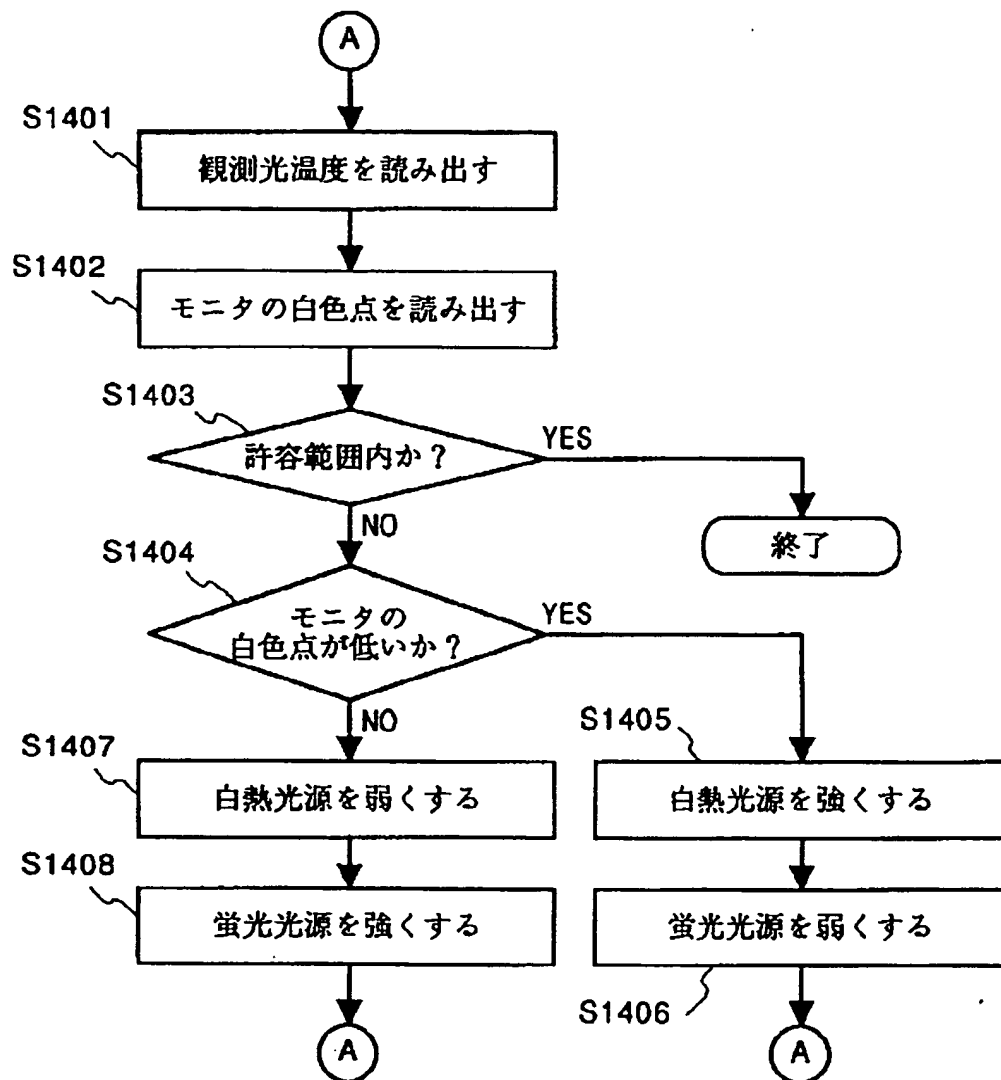 A
S1401
観測光温度を読み出す
S1402
モニタの白色点を読み出す
S1403
許容範囲内か？
YES
NO
終了
S1404
モニタの
白色点が低いか？
YES
NO
S1407
白熱光源を弱くする
S1405
白熱光源を強くする
S1408
蛍光光源を強くする
蛍光光源を弱くする
S1406
A
A